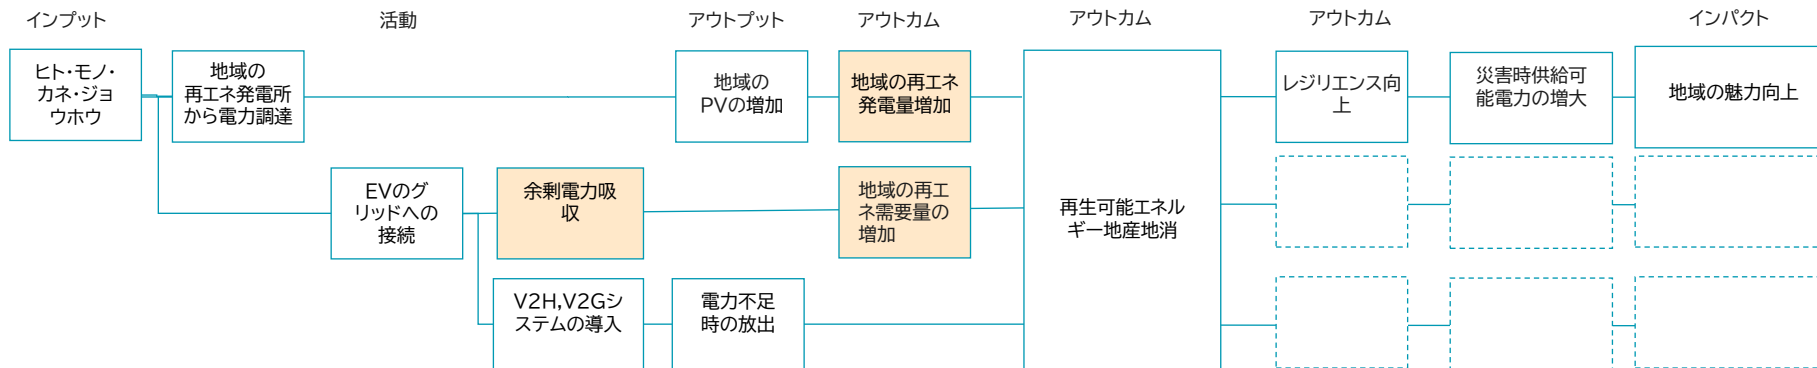 インプット
活動
アウトプット
アウトカム
アウトカム
アウトカム
インパクト
ヒト・モノ・
カネ・ジョ
ウホウ
地域の
再エネ発電所
から電力調達
地域の
PVの増加
地域の再エネ
発電量増加
レジリエンス向
上
災害時供給可
能電力の増大
地域の魅力向上
EVのグ
リッドへの
接続
余剰電力吸
収
地域の再エ
ネ需要量の
増加
再生可能エネル
ギー地産地消
V2H,V2Gシ
ステムの導入
電力不足
時の放出